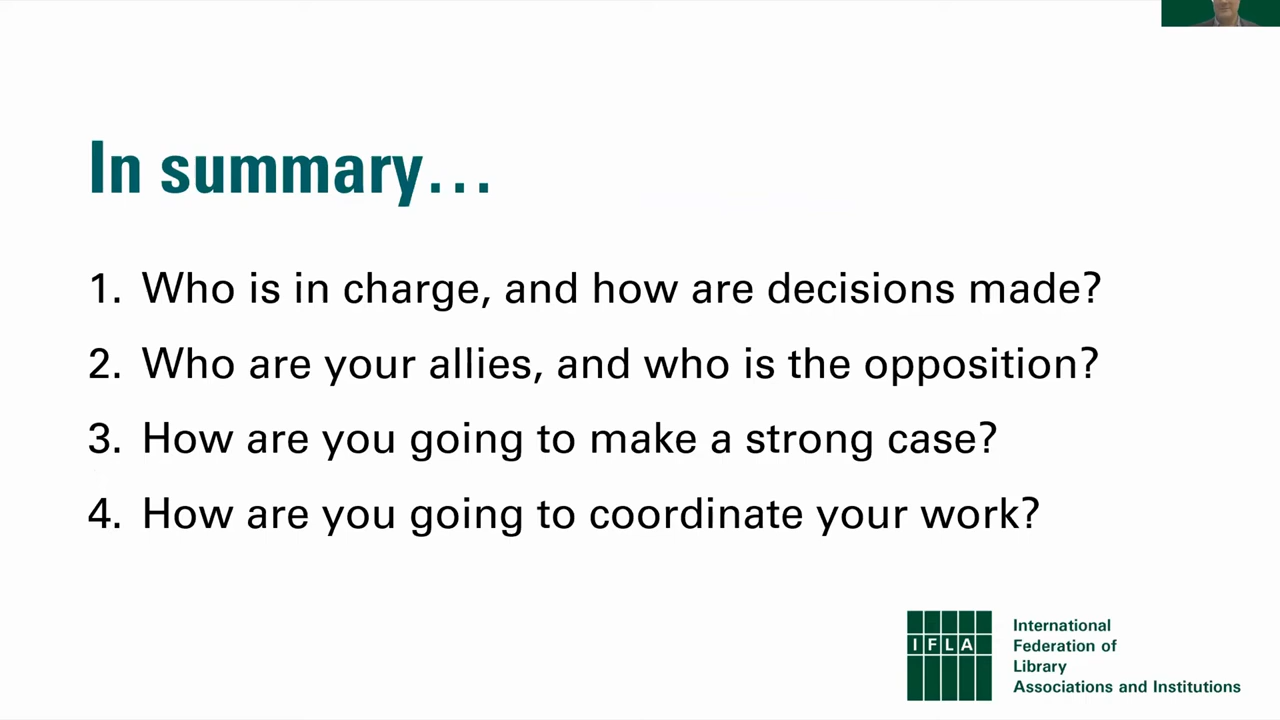 In summary…
1. Who is in charge, and how are decisions made?
2. Who are your allies, and who is the opposition?
3. How are you going to make a strong case?
4. How are you going to coordinate your work?
IFLA
International
Federation of
Library
Associations and Institutions